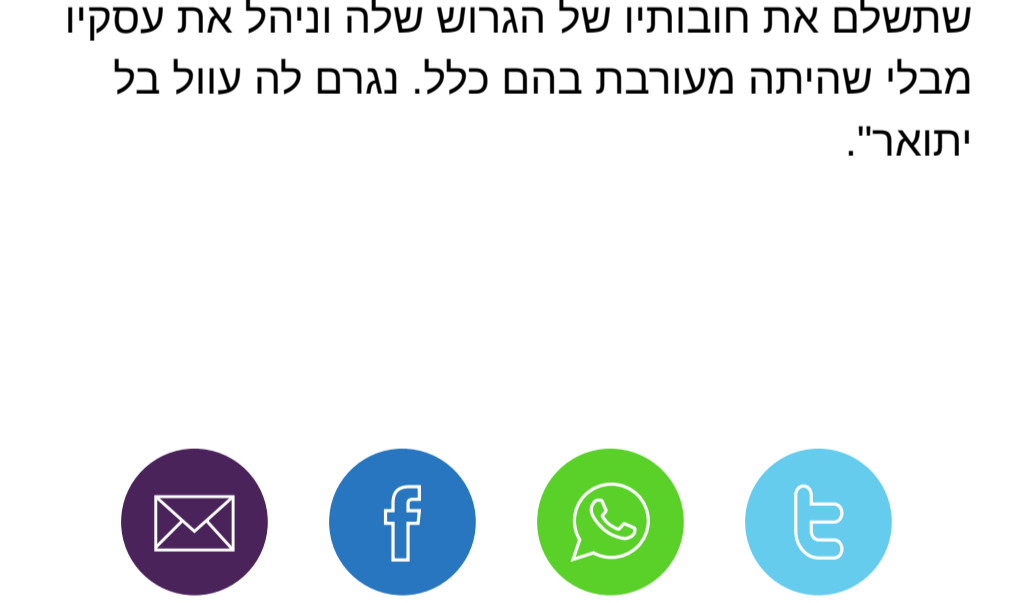 שתשלם את חובותיו של הגרוש שלה וניהל את עסקיו
מבלי שהיתה מעורבת בהם כלל. נגרם לה עוול בל
יתואר".